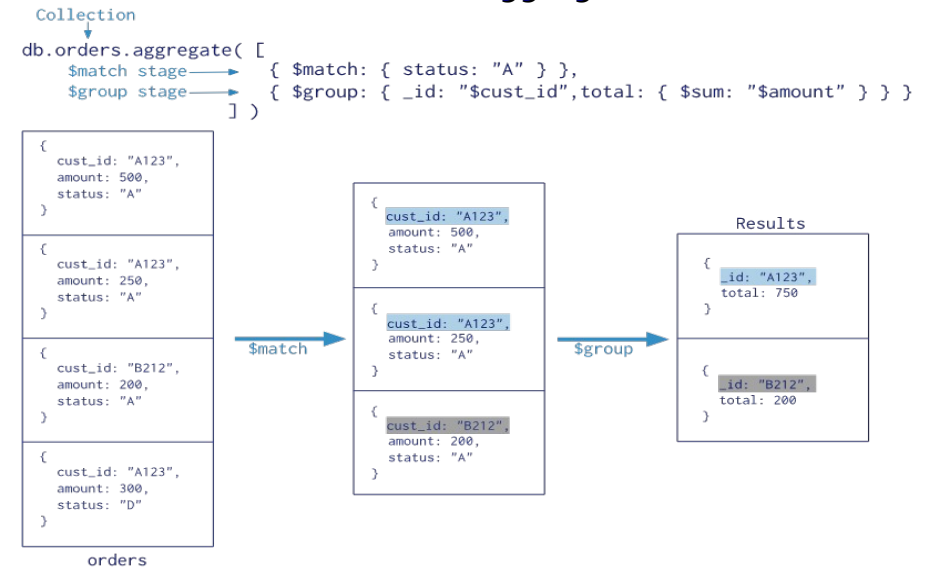 Collection
db.orders.aggregate( [
$match stage { $match: { status: "A" } },
$group stage { $group: { _id: "$cust_id",total: { $sum: "$amount" } } }
] )
{
cust_id: "A123",
amount: 500,
status: "A"
}
{
cust_id: "A123",
amount: 250,
status: "A"
}
{
cust_id: "B212",
amount: 200,
status: "A"
}
{
cust_id: "A123",
amount: 300,
status: "D"
}
orders
$match
{
cust_id: "A123",
amount: 500,
status: "A"
}
{
cust_id: "A123",
amount: 250,
status: "A"
}
{
cust_id: "B212",
amount: 200,
status: "A"
}
$group
Results
{
_id: "A123",
total: 750
}
{
_id: "B212",
total: 200
}